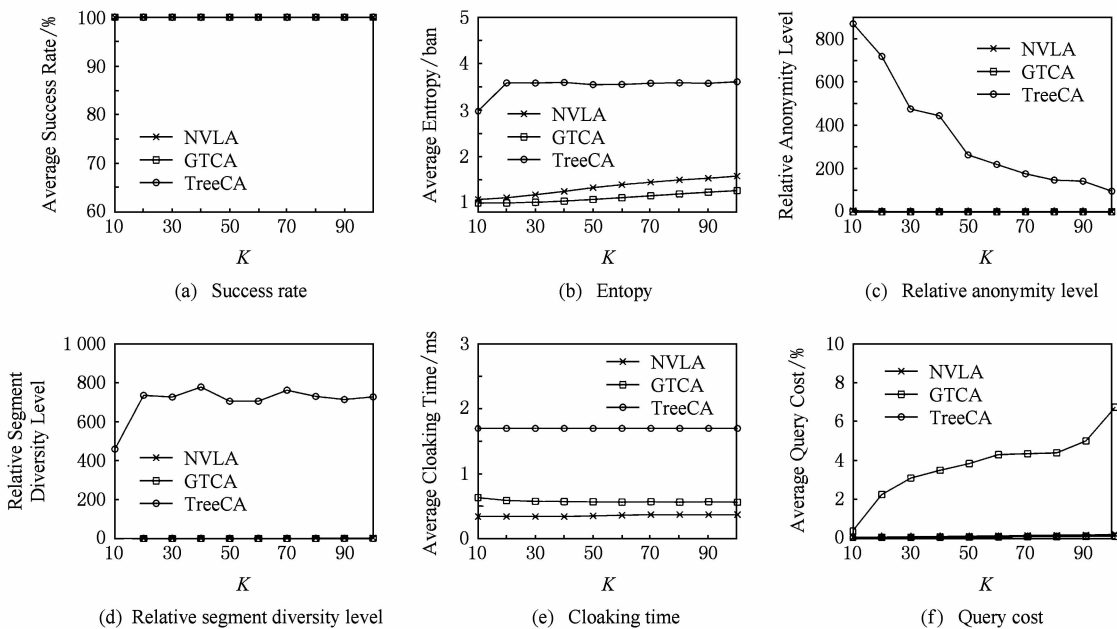 Average Success Rate/%
100
90
80
70
60
NVLA
GTCA
TreeCA
10 30 50 70 90
K
(a) Success rate
Average Entropy/ban
5
4
3
2
1
NVLA
GTCA
TreeCA
10 30 50 70 90
K
(b) Entopy
Relative Anonymity Level
800
600
400
200
0
NVLA
GTCA
TreeCA
10 30 50 70 90
K
(c) Relative anonymity level
Relative Segment
Diversity Level
1 000
800
600
400
200
0
NVLA
GTCA
TreeCA
10 30 50 70 90
K
(d) Relative segment diversity level
Average Cloaking Time/ms
3
2
1
0
NVLA
GTCA
TreeCA
10 30 50 70 90
K
(e) Cloaking time
Average Query Cost/%
10
8
6
4
2
0
NVLA
GTCA
TreeCA
10 30 50 70 90
K
(f) Query cost